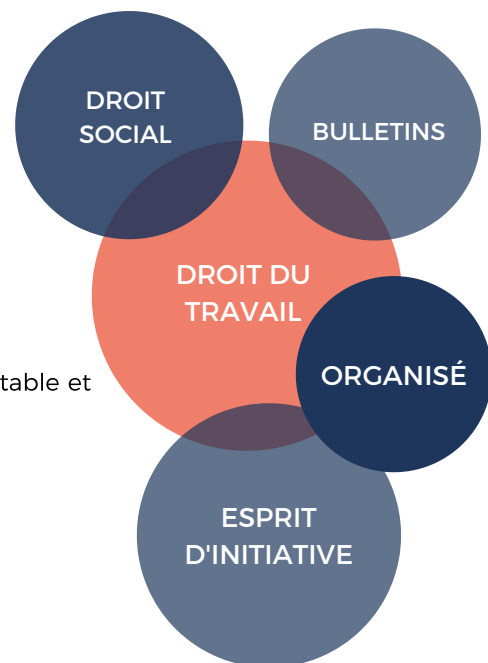 DROIT
SOCIAL
BULLETINS
DROIT DU
TRAVAIL
ORGANISÉ
table et
ESPRIT
D'INITIATIVE